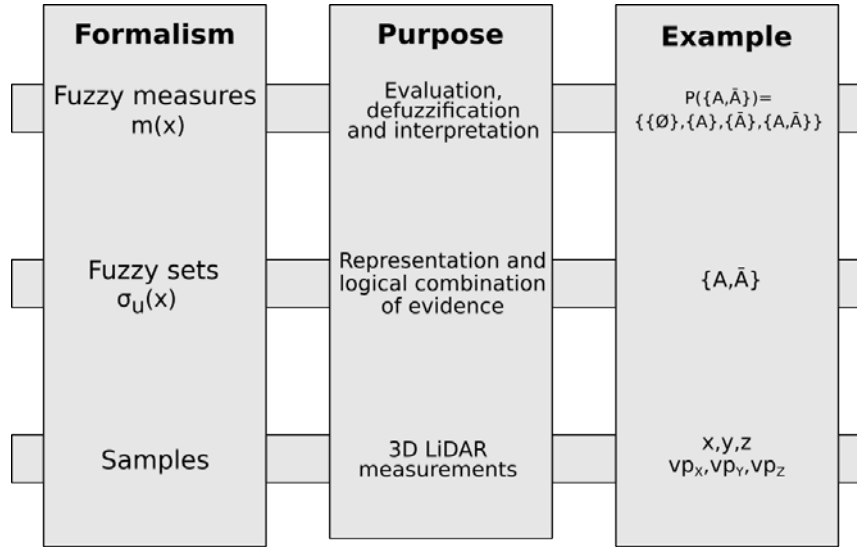 Formalism
Fuzzy measures
m(x)
Fuzzy sets
σu(x)
Samples
Purpose
Evaluation,
defuzzification
and interpretation
Representation and
logical combination
of evidence
3D LiDAR
measurements
Example
P({A,Ā})=
{{Ø},{A},{Ā},{A,Ā}}
{A,Ā}
x,y,z
vpX,vpY,vpZ